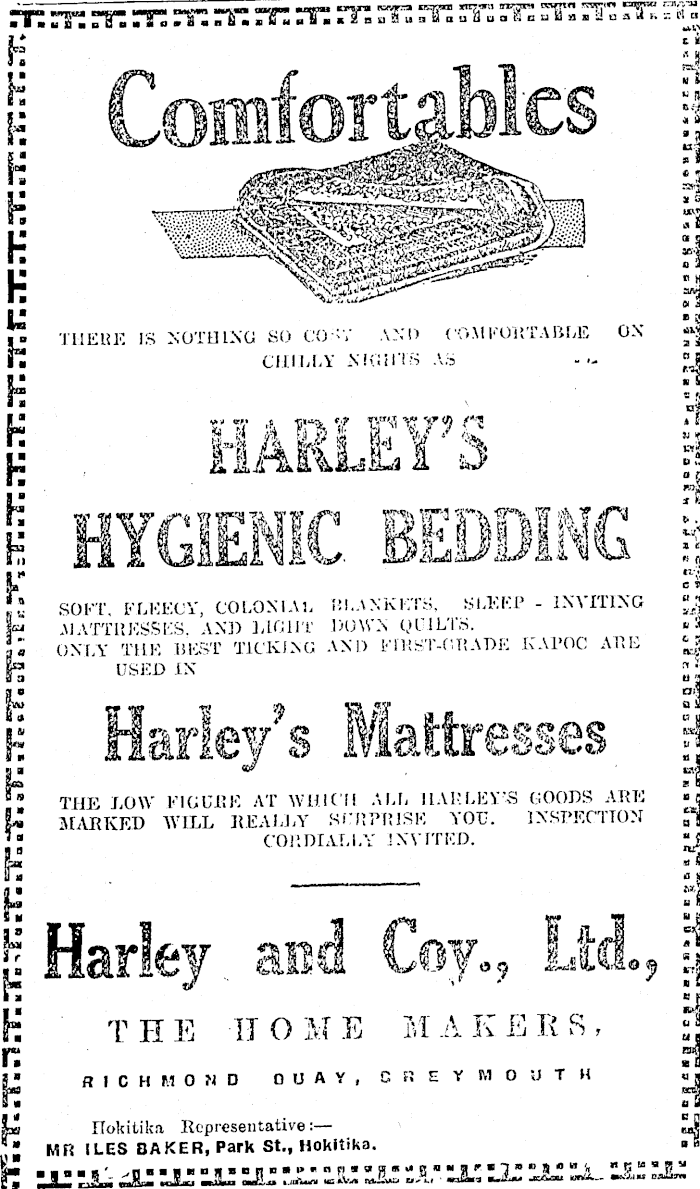 Comfortables
THERE IS NOTHING SO COSY AND COMFORTABLE ON
CHILLY NIGHTS AS
HARLEY'S
HYGIENIC BEDDING
SOFT, FLEECY, COLONIAL BLANKETS, SLEEP - INVITING
MATTRESSES, AND LIGHT DOWN QUILTS.
ONLY THE BEST TICKING AND FIRST-GRADE KAPOC ARE
USED IN
Harley's Mattresses
THE LOW FIGURE AT WHICH ALL HARLEY'S GOODS ARE
MARKED WILL REALLY SURPRISE YOU. INSPECTION
CORDIALLY INVITED.
Harley and Coy., Ltd.,
THE HOME MAKERS,
RICHMOND QUAY, GREYMOUTH
Hokitika Representative:—
MR ILES BAKER, Park St., Hokitika.